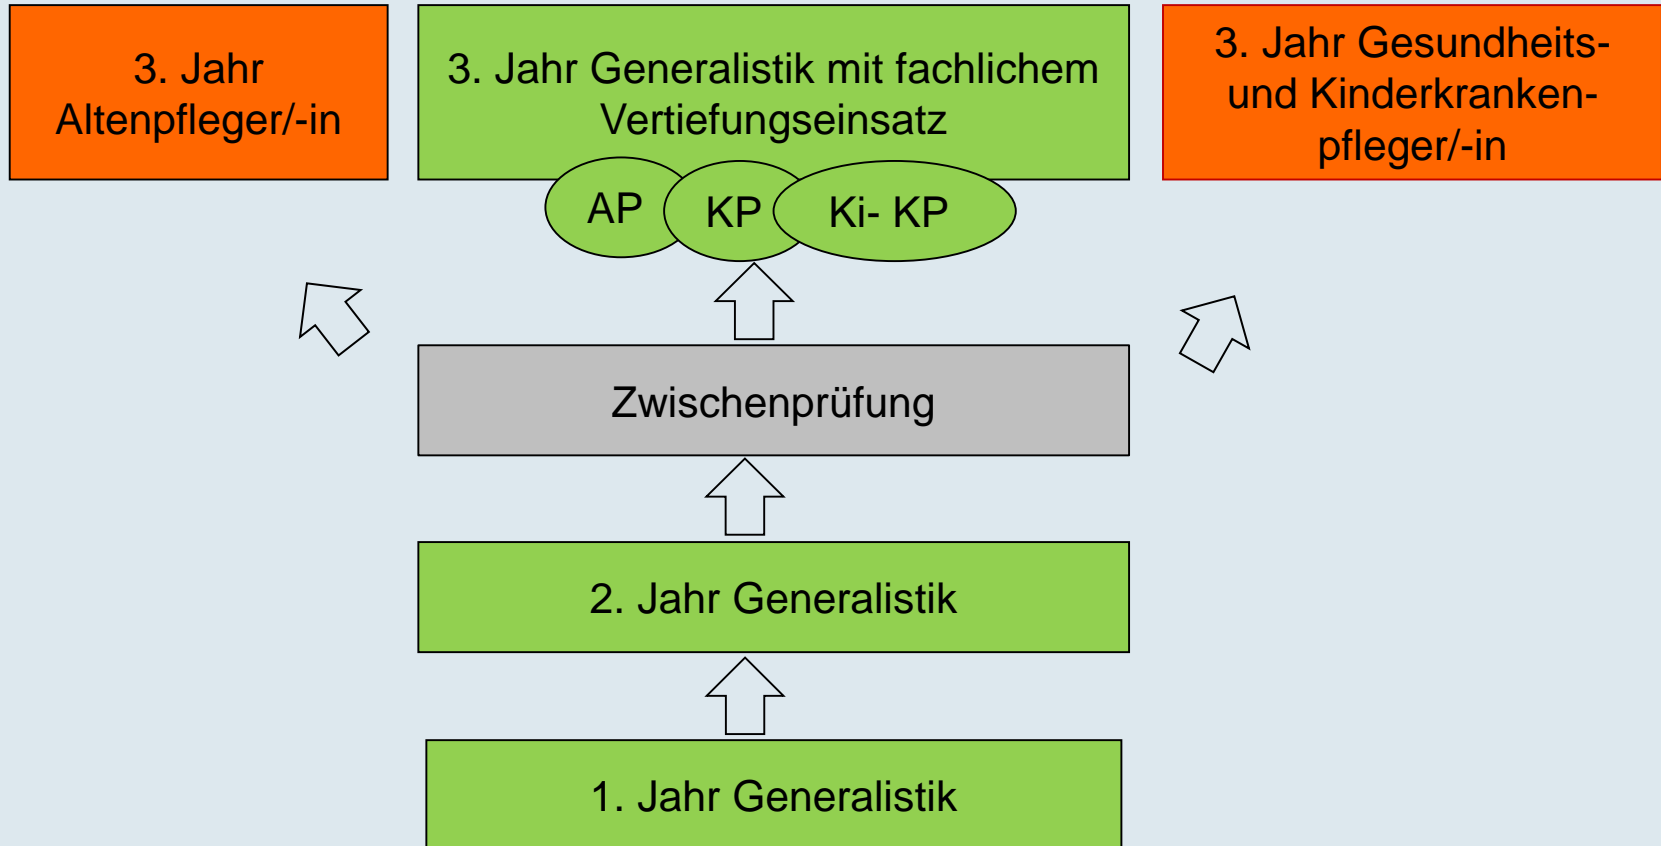 3. Jahr
Altenpfleger/-in
3. Jahr Generalistik mit fachlichem
Vertiefungseinsatz
3. Jahr Gesundheits-
und Kinderkranken-
pfleger/-in
AP
KP
Ki- KP
Zwischenprüfung
2. Jahr Generalistik
1. Jahr Generalistik